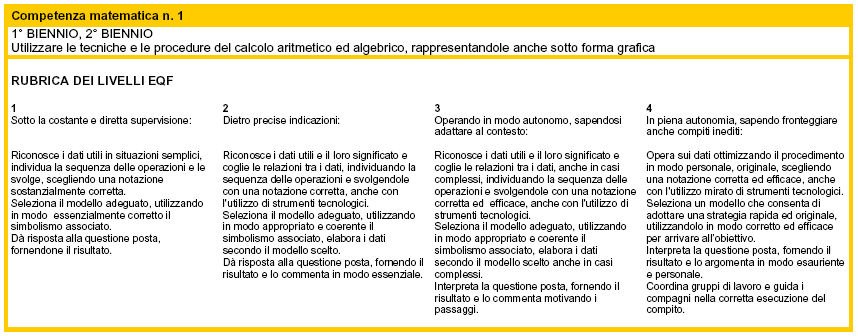 Competenza matematica n. 1
1° BIENNIO, 2° BIENNIO
Utilizzare le tecniche e le procedure del calcolo aritmetico ed algebrico, rappresentandole anche sotto forma grafica
RUBRICA DEI LIVELLI EQF
1
Sotto la costante e diretta supervisione:
Riconosce i dati utili in situazioni semplici,
individua la sequenza delle operazioni e le
svolge, scegliendo una notazione
sostanzialmente corretta.
Seleziona il modello adeguato, utilizzando
in modo essenzialmente corretto il
simbolismo associato.
Dà risposta alla questione posta,
fornendone il risultato.
2
Dietro precise indicazioni:
Riconosce i dati utili e il loro significato e
coglie le relazioni tra i dati, individuando la
sequenza delle operazioni e svolgendole
con una notazione corretta, anche con
l'utilizzo di strumenti tecnologici.
Seleziona il modello adeguato, utilizzando
in modo appropriato e coerente il
simbolismo associato, elabora i dati
secondo il modello scelto.
Dà risposta alla questione posta, fornendo il
risultato e lo commenta in modo essenziale.
3
Operando in modo autonomo, sapendosi
adattare al contesto:
Riconosce i dati utili e il loro significato e
coglie le relazioni tra i dati, anche in casi
complessi, individuando la sequenza delle
operazioni e svolgendole con una notazione
corretta ed efficace, anche con l'utilizzo di
strumenti tecnologici.
Seleziona il modello adeguato, utilizzando
in modo appropriato e coerente il
simbolismo associato, elabora i dati
secondo il modello scelto anche in casi
complessi.
Interpreta la questione posta, fornendo il
risultato e lo commenta motivando i
passaggi.
4
In piena autonomia, sapendo fronteggiare
anche compiti inediti:
Opera sui dati ottimizzando il procedimento
in modo personale, originale, scegliendo
una notazione corretta ed efficace, anche
con l'utilizzo mirato di strumenti tecnologici.
Seleziona un modello che consenta di
adottare una strategia rapida ed originale,
utilizzandolo in modo corretto ed efficace
per arrivare all'obiettivo.
Interpreta la questione posta, fornendo il
risultato e lo argomenta in modo esauriente
e personale.
Coordina gruppi di lavoro e guida i
compagni nella corretta esecuzione del
compito.